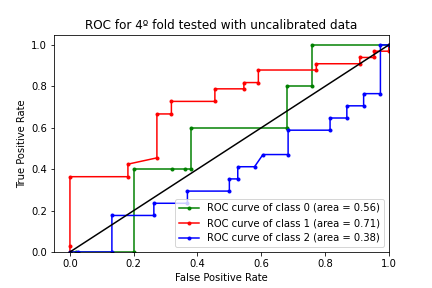 ROC for 4º fold tested with uncalibrated data
True Positive Rate
1.0
0.8
0.6
0.4
0.2
0.0
ROC curve of class 0 (area = 0.56)
ROC curve of class 1 (area = 0.71)
ROC curve of class 2 (area = 0.38)
0.0 0.2 0.4 0.6 0.8 1.0
False Positive Rate